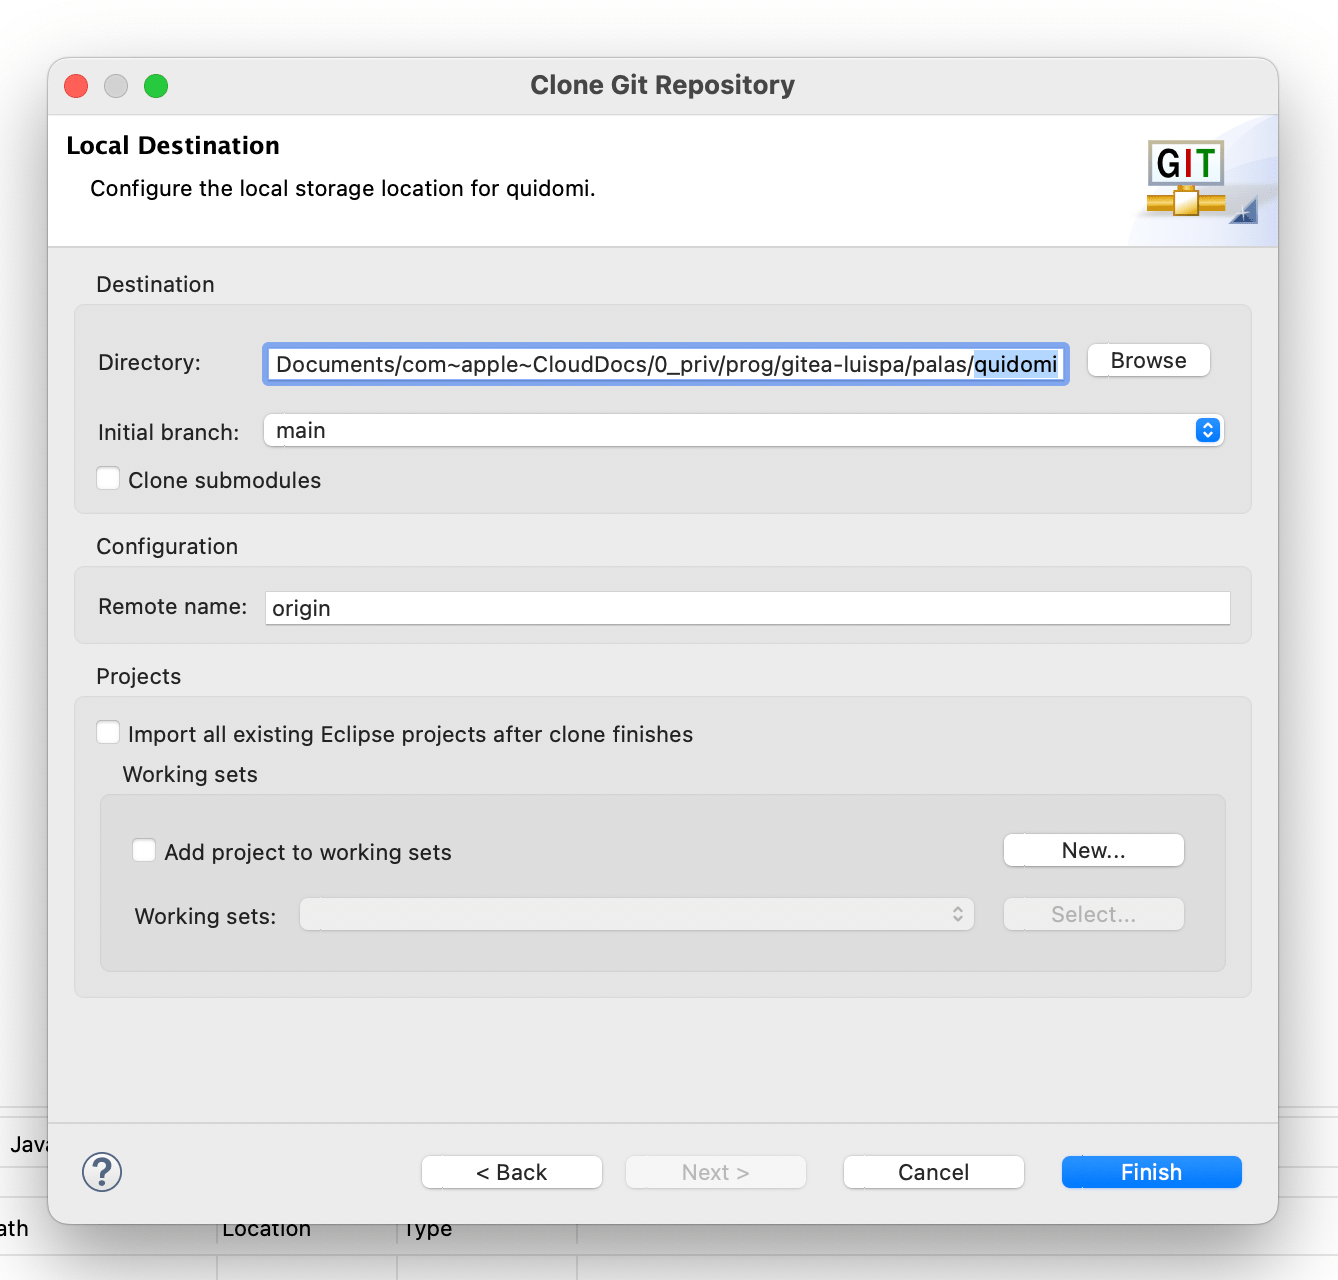 Clone Git Repository
Local Destination
Configure the local storage location for quidomi.
GIT
Destination
Directory: Documents/com~apple~CloudDocs/0_priv/prog/gitea-luispa/palas/quidomi Browse
Initial branch: main
Clone submodules
Configuration
Remote name: origin
Projects
Import all existing Eclipse projects after clone finishes
Working sets
Add project to working sets New...
Working sets: Select...
Java
? < Back Next > Cancel Finish
ath Location Type